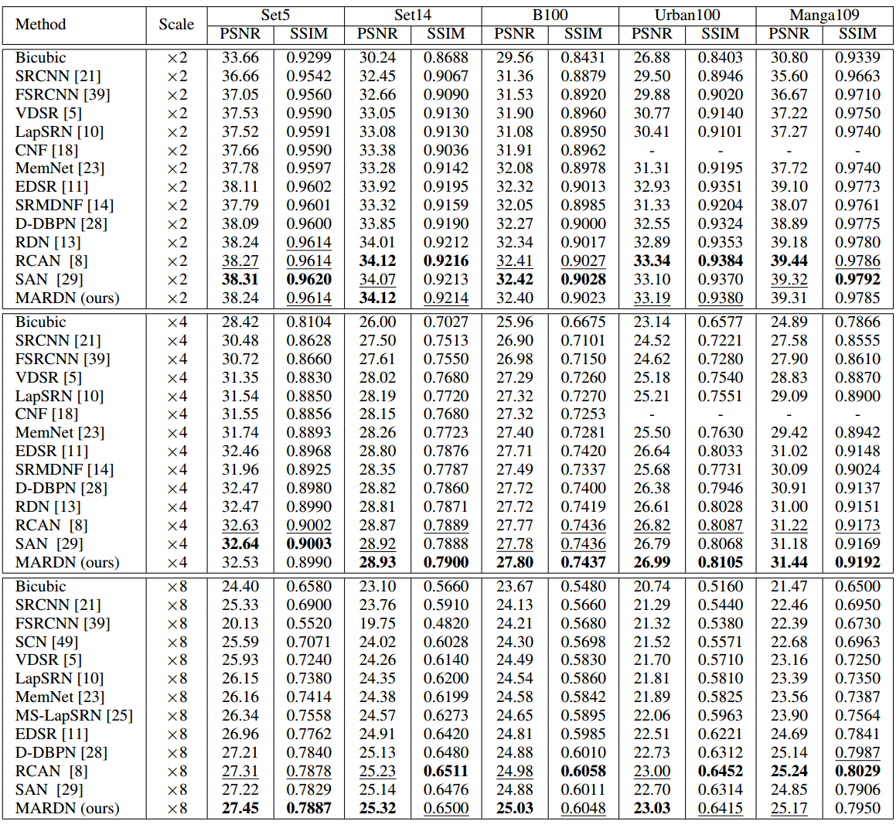 Method Scale Set5 Set14 B100 Urban100 Manga109
PSNR SSIM PSNR SSIM PSNR SSIM PSNR SSIM PSNR SSIM
Bicubic ×2 33.66 0.9299 30.24 0.8688 29.56 0.8431 26.88 0.8403 30.80 0.9339
SRCNN [21] ×2 36.66 0.9542 32.45 0.9067 31.36 0.8879 29.50 0.8946 35.60 0.9663
FSRCNN [39] ×2 37.05 0.9560 32.66 0.9090 31.53 0.8920 29.88 0.9020 36.67 0.9710
VDSR [5] ×2 37.53 0.9590 33.05 0.9130 31.90 0.8960 30.77 0.9140 37.22 0.9750
LapSRN [10] ×2 37.52 0.9591 33.08 0.9130 31.08 0.8950 30.41 0.9101 37.27 0.9740
CNF [18] ×2 37.66 0.9590 33.38 0.9036 31.91 0.8962 - - - -
MemNet [23] ×2 37.78 0.9597 33.28 0.9142 32.08 0.8978 31.31 0.9195 37.72 0.9740
EDSR [11] ×2 38.11 0.9602 33.92 0.9195 32.32 0.9013 32.93 0.9351 39.10 0.9773
SRMDNF [14] ×2 37.79 0.9601 33.32 0.9159 32.05 0.8985 31.33 0.9204 38.07 0.9761
D-DBPN [28] ×2 38.09 0.9600 33.85 0.9190 32.27 0.9000 32.55 0.9324 38.89 0.9775
RDN [13] ×2 38.24 0.9614 34.01 0.9212 32.34 0.9017 32.89 0.9353 39.18 0.9780
RCAN [8] ×2 38.27 0.9614 34.12 0.9216 32.41 0.9027 33.34 0.9384 39.44 0.9786
SAN [29] ×2 38.31 0.9620 34.07 0.9213 32.42 0.9028 33.10 0.9370 39.32 0.9792
MARDN (ours) ×2 38.24 0.9614 34.12 0.9214 32.40 0.9023 33.19 0.9380 39.31 0.9785
Bicubic ×4 28.42 0.8104 26.00 0.7027 25.96 0.6675 23.14 0.6577 24.89 0.7866
SRCNN [21] ×4 30.48 0.8628 27.50 0.7513 26.90 0.7101 24.52 0.7221 27.58 0.8555
FSRCNN [39] ×4 30.72 0.8660 27.61 0.7550 26.98 0.7150 24.62 0.7280 27.90 0.8610
VDSR [5] ×4 31.35 0.8830 28.02 0.7680 27.29 0.7260 25.18 0.7540 28.83 0.8870
LapSRN [10] ×4 31.54 0.8850 28.19 0.7720 27.32 0.7270 25.21 0.7551 29.09 0.8900
CNF [18] ×4 31.55 0.8856 28.15 0.7680 27.32 0.7253 - - - -
MemNet [23] ×4 31.74 0.8893 28.26 0.7723 27.40 0.7281 25.50 0.7630 29.42 0.8942
EDSR [11] ×4 32.46 0.8968 28.80 0.7876 27.71 0.7420 26.64 0.8033 31.02 0.9148
SRMDNF [14] ×4 31.96 0.8925 28.35 0.7787 27.49 0.7337 25.68 0.7731 30.09 0.9024
D-DBPN [28] ×4 32.47 0.8980 28.82 0.7860 27.72 0.7400 26.38 0.7946 30.91 0.9137
RDN [13] ×4 32.47 0.8990 28.81 0.7871 27.72 0.7419 26.61 0.8028 31.00 0.9151
RCAN [8] ×4 32.63 0.9002 28.87 0.7889 27.77 0.7436 26.82 0.8087 31.22 0.9173
SAN [29] ×4 32.64 0.9003 28.92 0.7888 27.78 0.7436 26.79 0.8068 31.18 0.9169
MARDN (ours) ×4 32.53 0.8990 28.93 0.7900 27.80 0.7437 26.99 0.8105 31.44 0.9192
Bicubic ×8 24.40 0.6580 23.10 0.5660 23.67 0.5480 20.74 0.5160 21.47 0.6500
SRCNN [21] ×8 25.33 0.6900 23.76 0.5910 24.13 0.5660 21.29 0.5440 22.46 0.6950
FSRCNN [39] ×8 20.13 0.5520 19.75 0.4820 24.21 0.5680 21.32 0.5380 22.39 0.6730
SCN [49] ×8 25.59 0.7071 24.02 0.6028 24.30 0.5698 21.52 0.5571 22.68 0.6963
VDSR [5] ×8 25.93 0.7240 24.26 0.6140 24.49 0.5830 21.70 0.5710 23.16 0.7250
LapSRN [10] ×8 26.15 0.7380 24.35 0.6200 24.54 0.5860 21.81 0.5810 23.39 0.7350
MemNet [23] ×8 26.16 0.7414 24.38 0.6199 24.58 0.5842 21.89 0.5825 23.56 0.7387
MS-LapSRN [25] ×8 26.34 0.7558 24.57 0.6273 24.65 0.5895 22.06 0.5963 23.90 0.7564
EDSR [11] ×8 26.96 0.7762 24.91 0.6420 24.81 0.5985 22.51 0.6221 24.69 0.7841
D-DBPN [28] ×8 27.21 0.7840 25.13 0.6480 24.88 0.6010 22.73 0.6312 25.14 0.7987
RCAN [8] ×8 27.31 0.7878 25.23 0.6511 24.98 0.6058 23.00 0.6452 25.24 0.8029
SAN [29] ×8 27.22 0.7829 25.14 0.6476 24.88 0.6011 22.70 0.6314 24.85 0.7906
MARDN (ours) ×8 27.45 0.7887 25.32 0.6500 25.03 0.6048 23.03 0.6415 25.17 0.7950